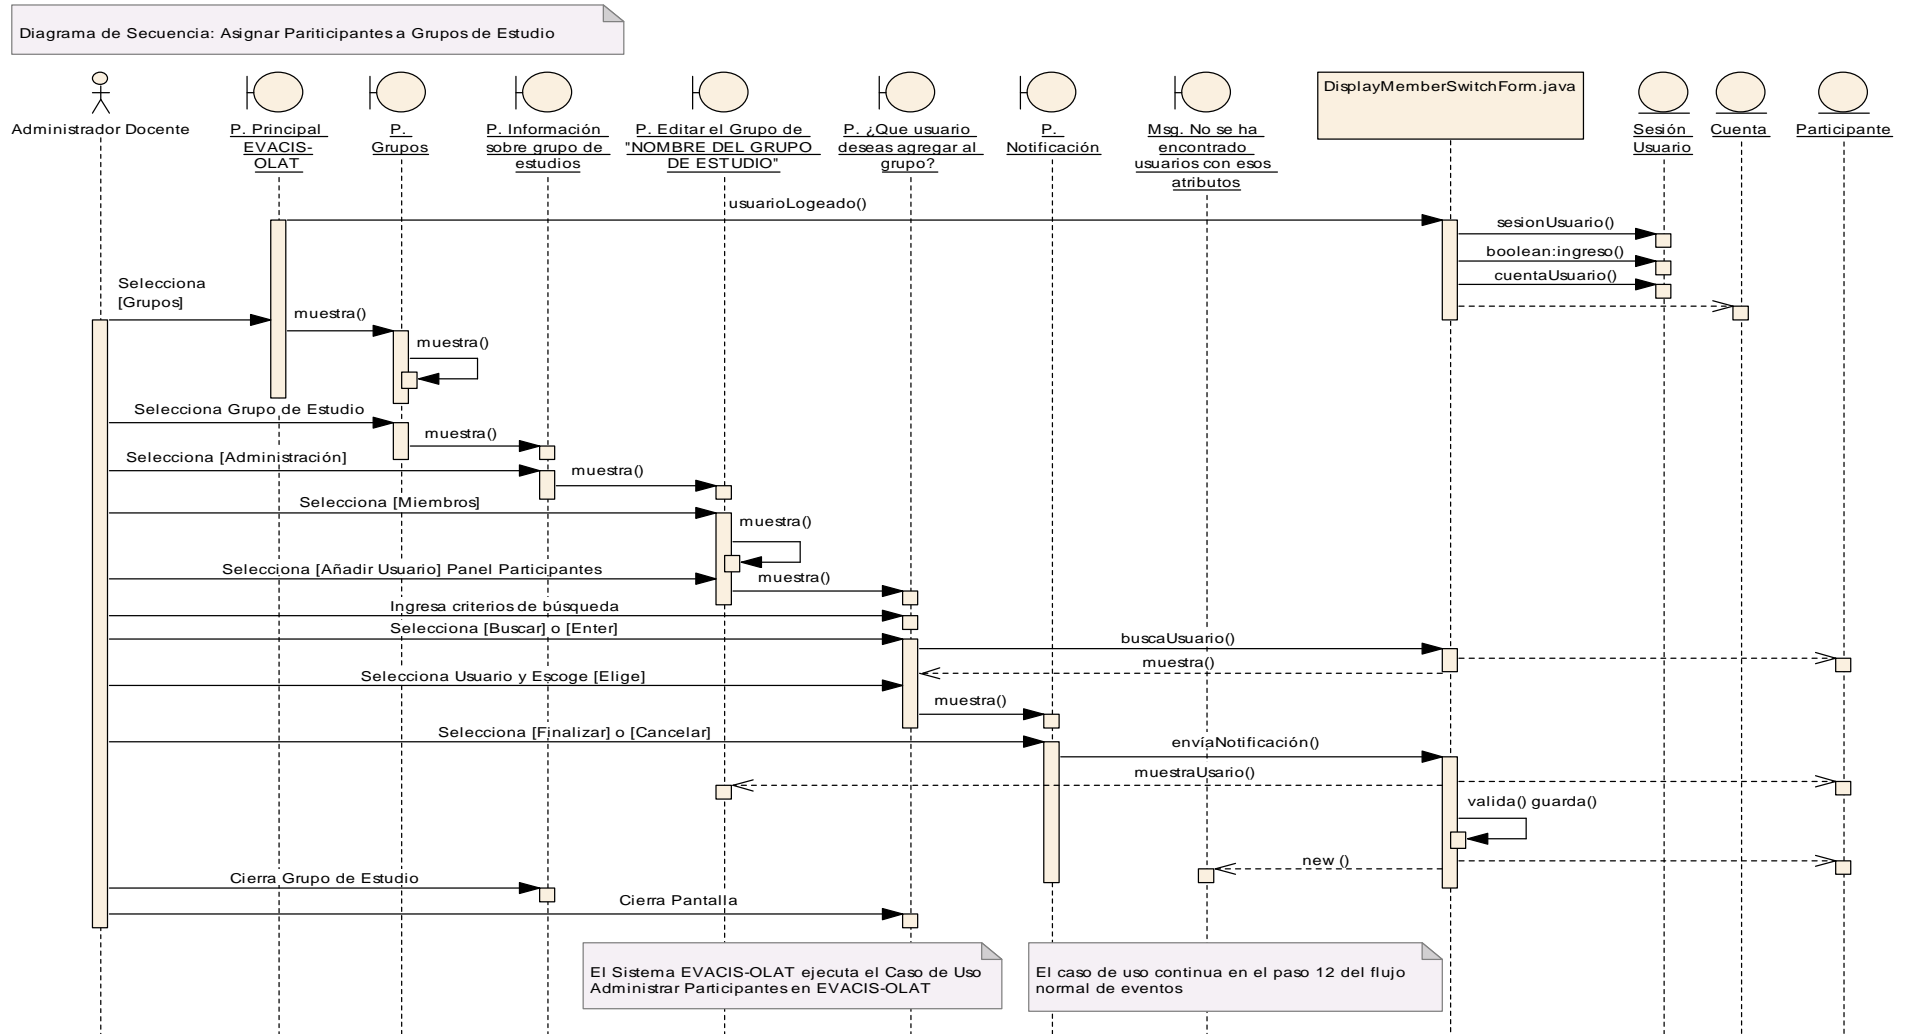 Diagrama de Secuencia: Asignar Pariticipantes a Grupos de Estudio
Administrador Docente
P. Principal
EVACIS-
OLAT
P.
Grupos
P. Información
sobre grupo de
estudios
P. Editar el Grupo de
"NOMBRE DEL GRUPO
DE ESTUDIO"
P. ¿Que usuario
deseas agregar al
grupo?
P.
Notificación
Msg. No se ha
encontrado
usuarios con esos
atributos
DisplayMemberSwitchForm.java
Sesión
Usuario
Cuenta
Participante
usuarioLogeado()
sesionUsuario()
boolean:ingreso()
cuentaUsuario()
Selecciona
[Grupos]
muestra()
muestra()
Selecciona Grupo de Estudio
muestra()
Selecciona [Administración]
muestra()
Selecciona [Miembros]
muestra()
Selecciona [Añadir Usuario] Panel Participantes
muestra()
Ingresa criterios de búsqueda
Selecciona [Buscar] o [Enter]
buscaUsuario()
muestra()
Selecciona Usuario y Escoge [Elige]
muestra()
Selecciona [Finalizar] o [Cancelar]
envíaNotificación()
muestraUsario()
valida() guarda()
new ()
Cierra Grupo de Estudio
Cierra Pantalla
El Sistema EVACIS-OLAT ejecuta el Caso de Uso
Administrar Participantes en EVACIS-OLAT
El caso de uso continua en el paso 12 del flujo
normal de eventos